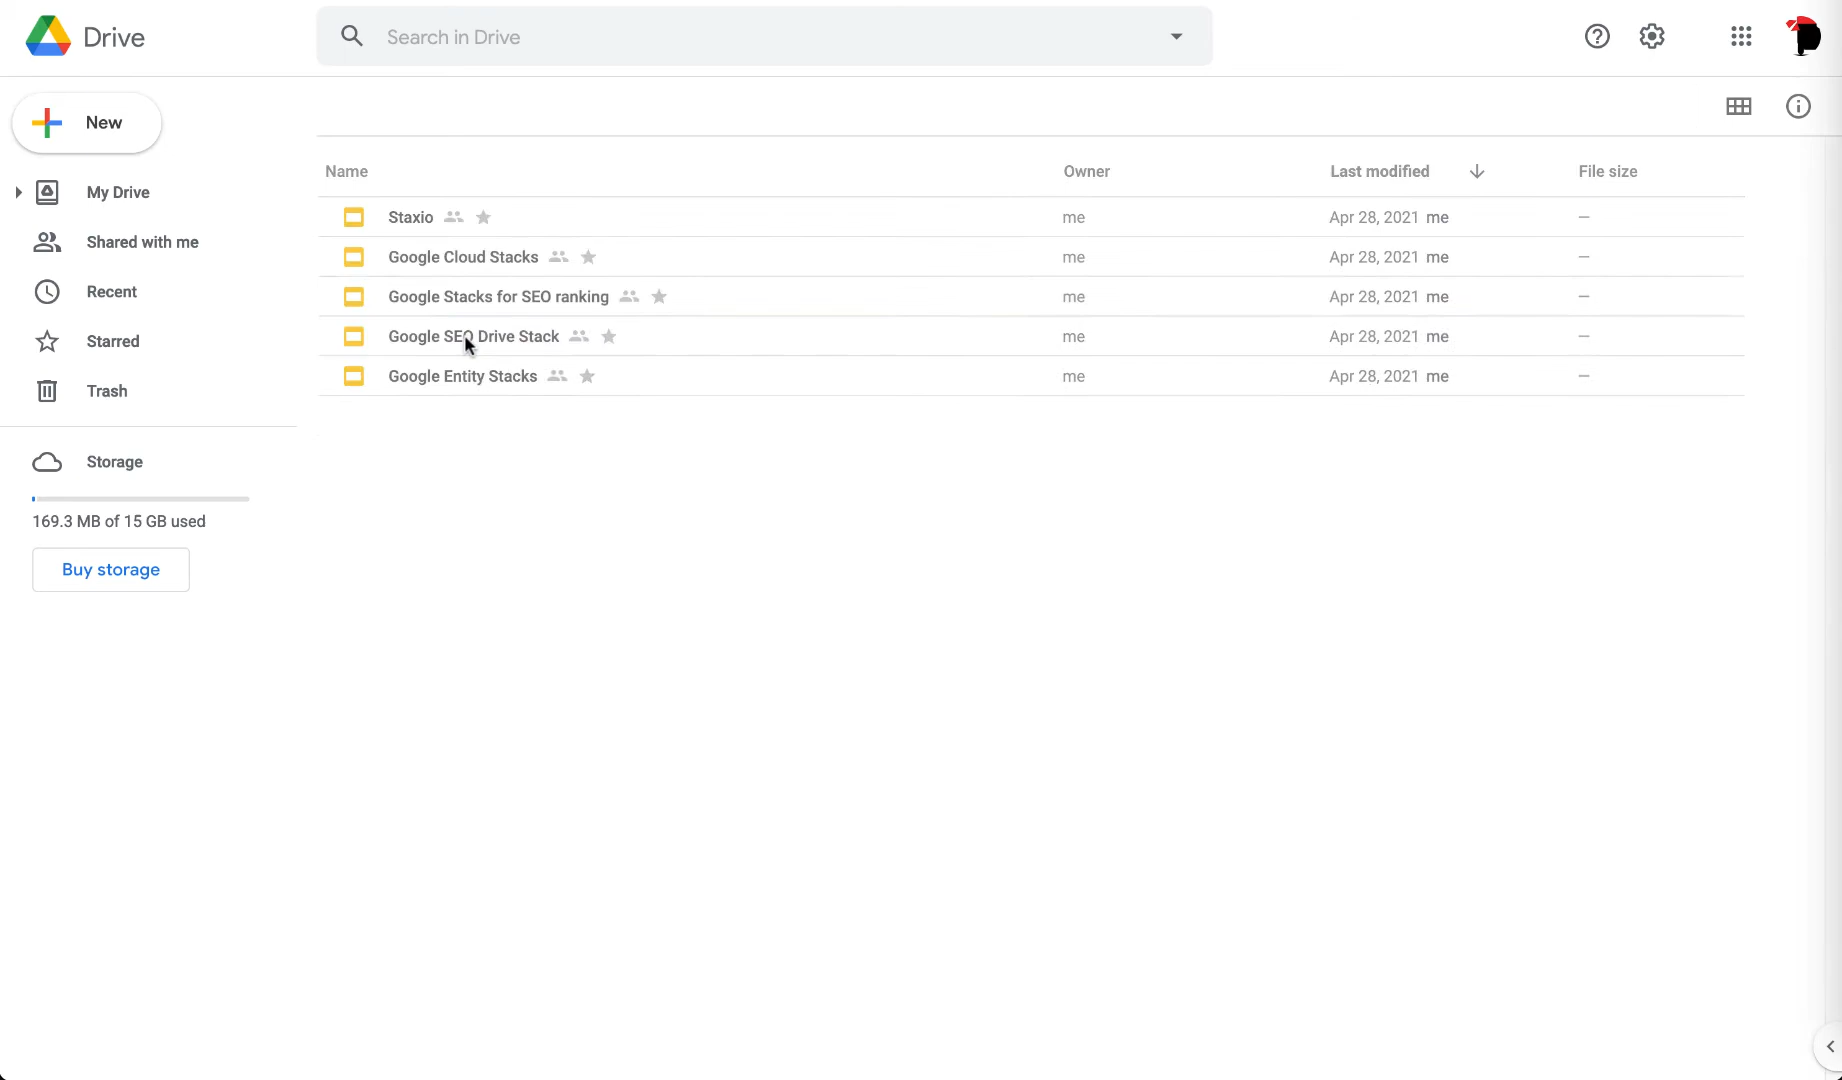 Drive
Search in Drive
New
My Drive
Shared with me
Recent
Starred
Trash
Storage
169.3 MB of 15 GB used
Buy storage
Name Owner Last modified File size
Staxio me Apr 28, 2021 me –
Google Cloud Stacks me Apr 28, 2021 me –
Google Stacks for SEO ranking me Apr 28, 2021 me –
Google SEO Drive Stack me Apr 28, 2021 me –
Google Entity Stacks me Apr 28, 2021 me –